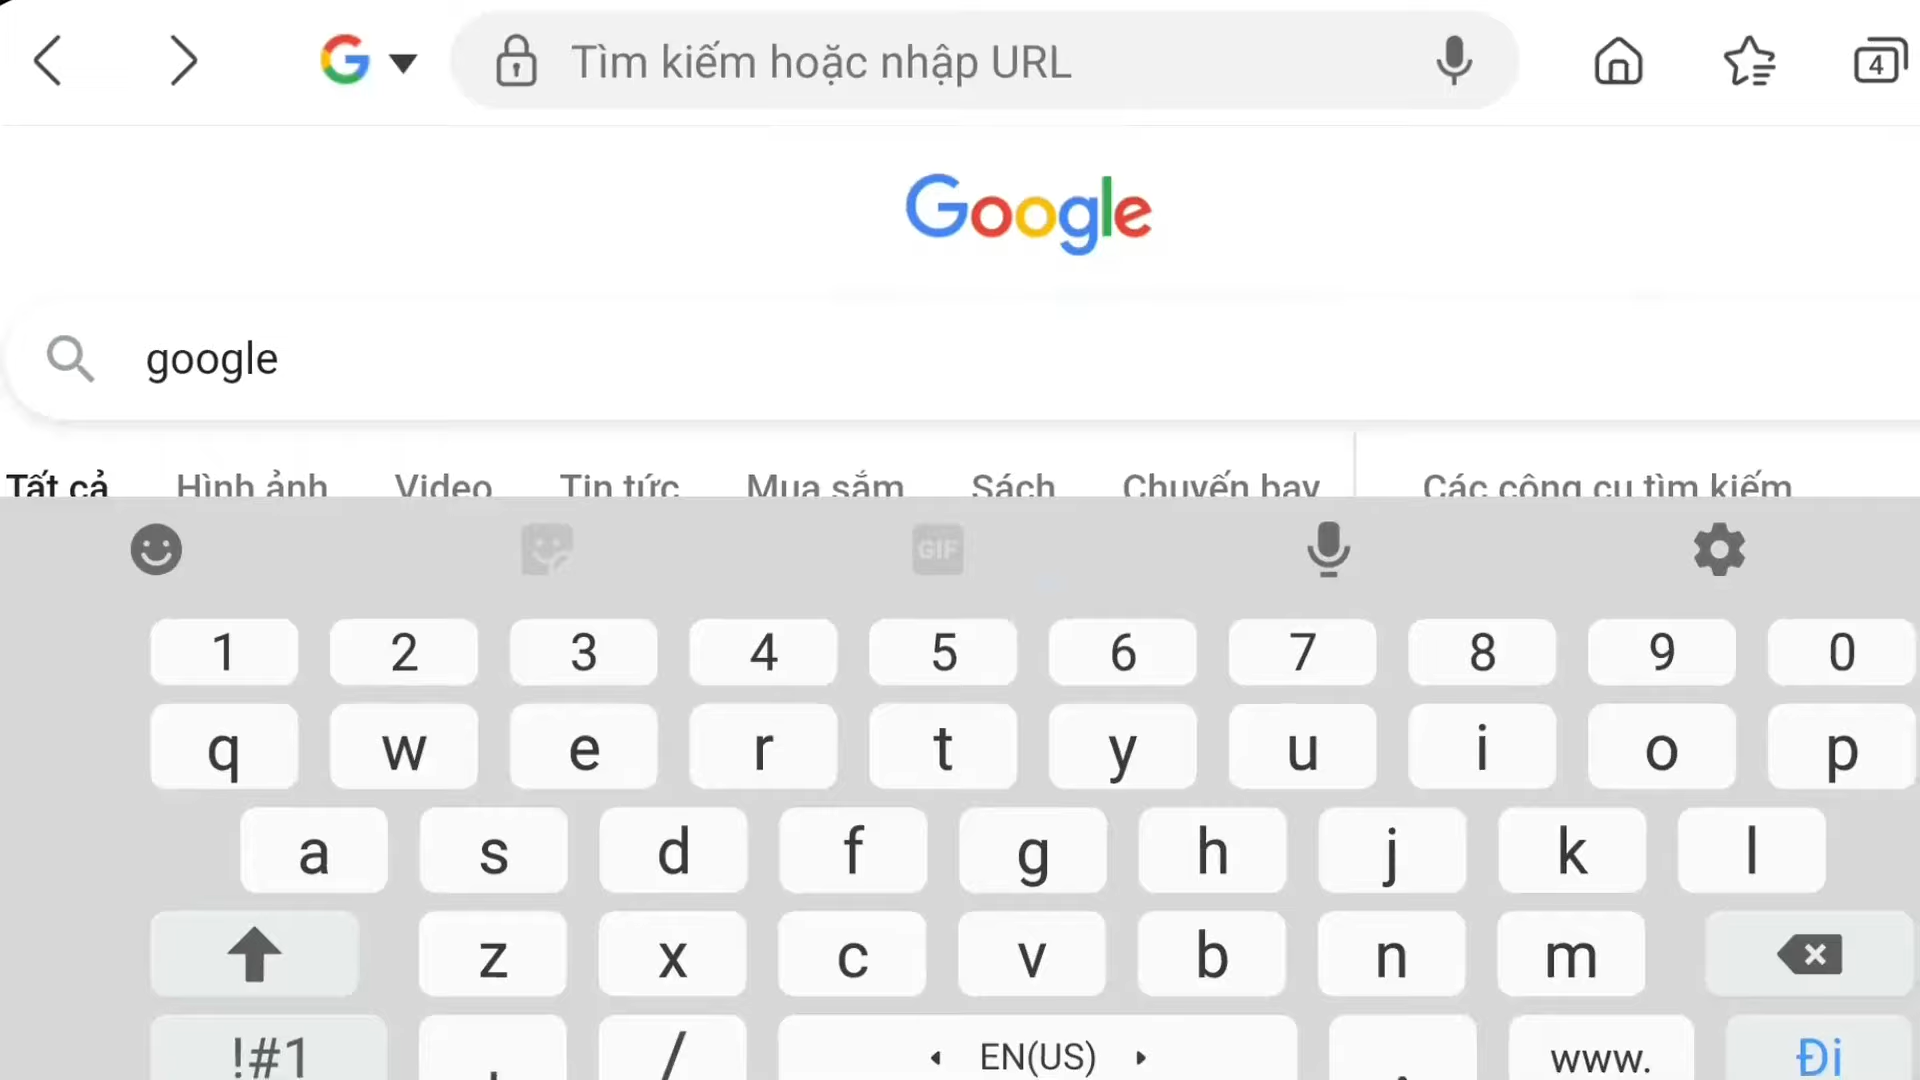 Tìm kiếm hoặc nhập URL
4
Google
google
Tất cả Hình ảnh Video Tin tức Mua sắm Sách Chuyến bay Các công cụ tìm kiếm
GIF
1 2 3 4 5 6 7 8 9 0
q w e r t y u i o p
a s d f g h j k l
z x c v b n m
!#1 , / EN(US) . www. Đi